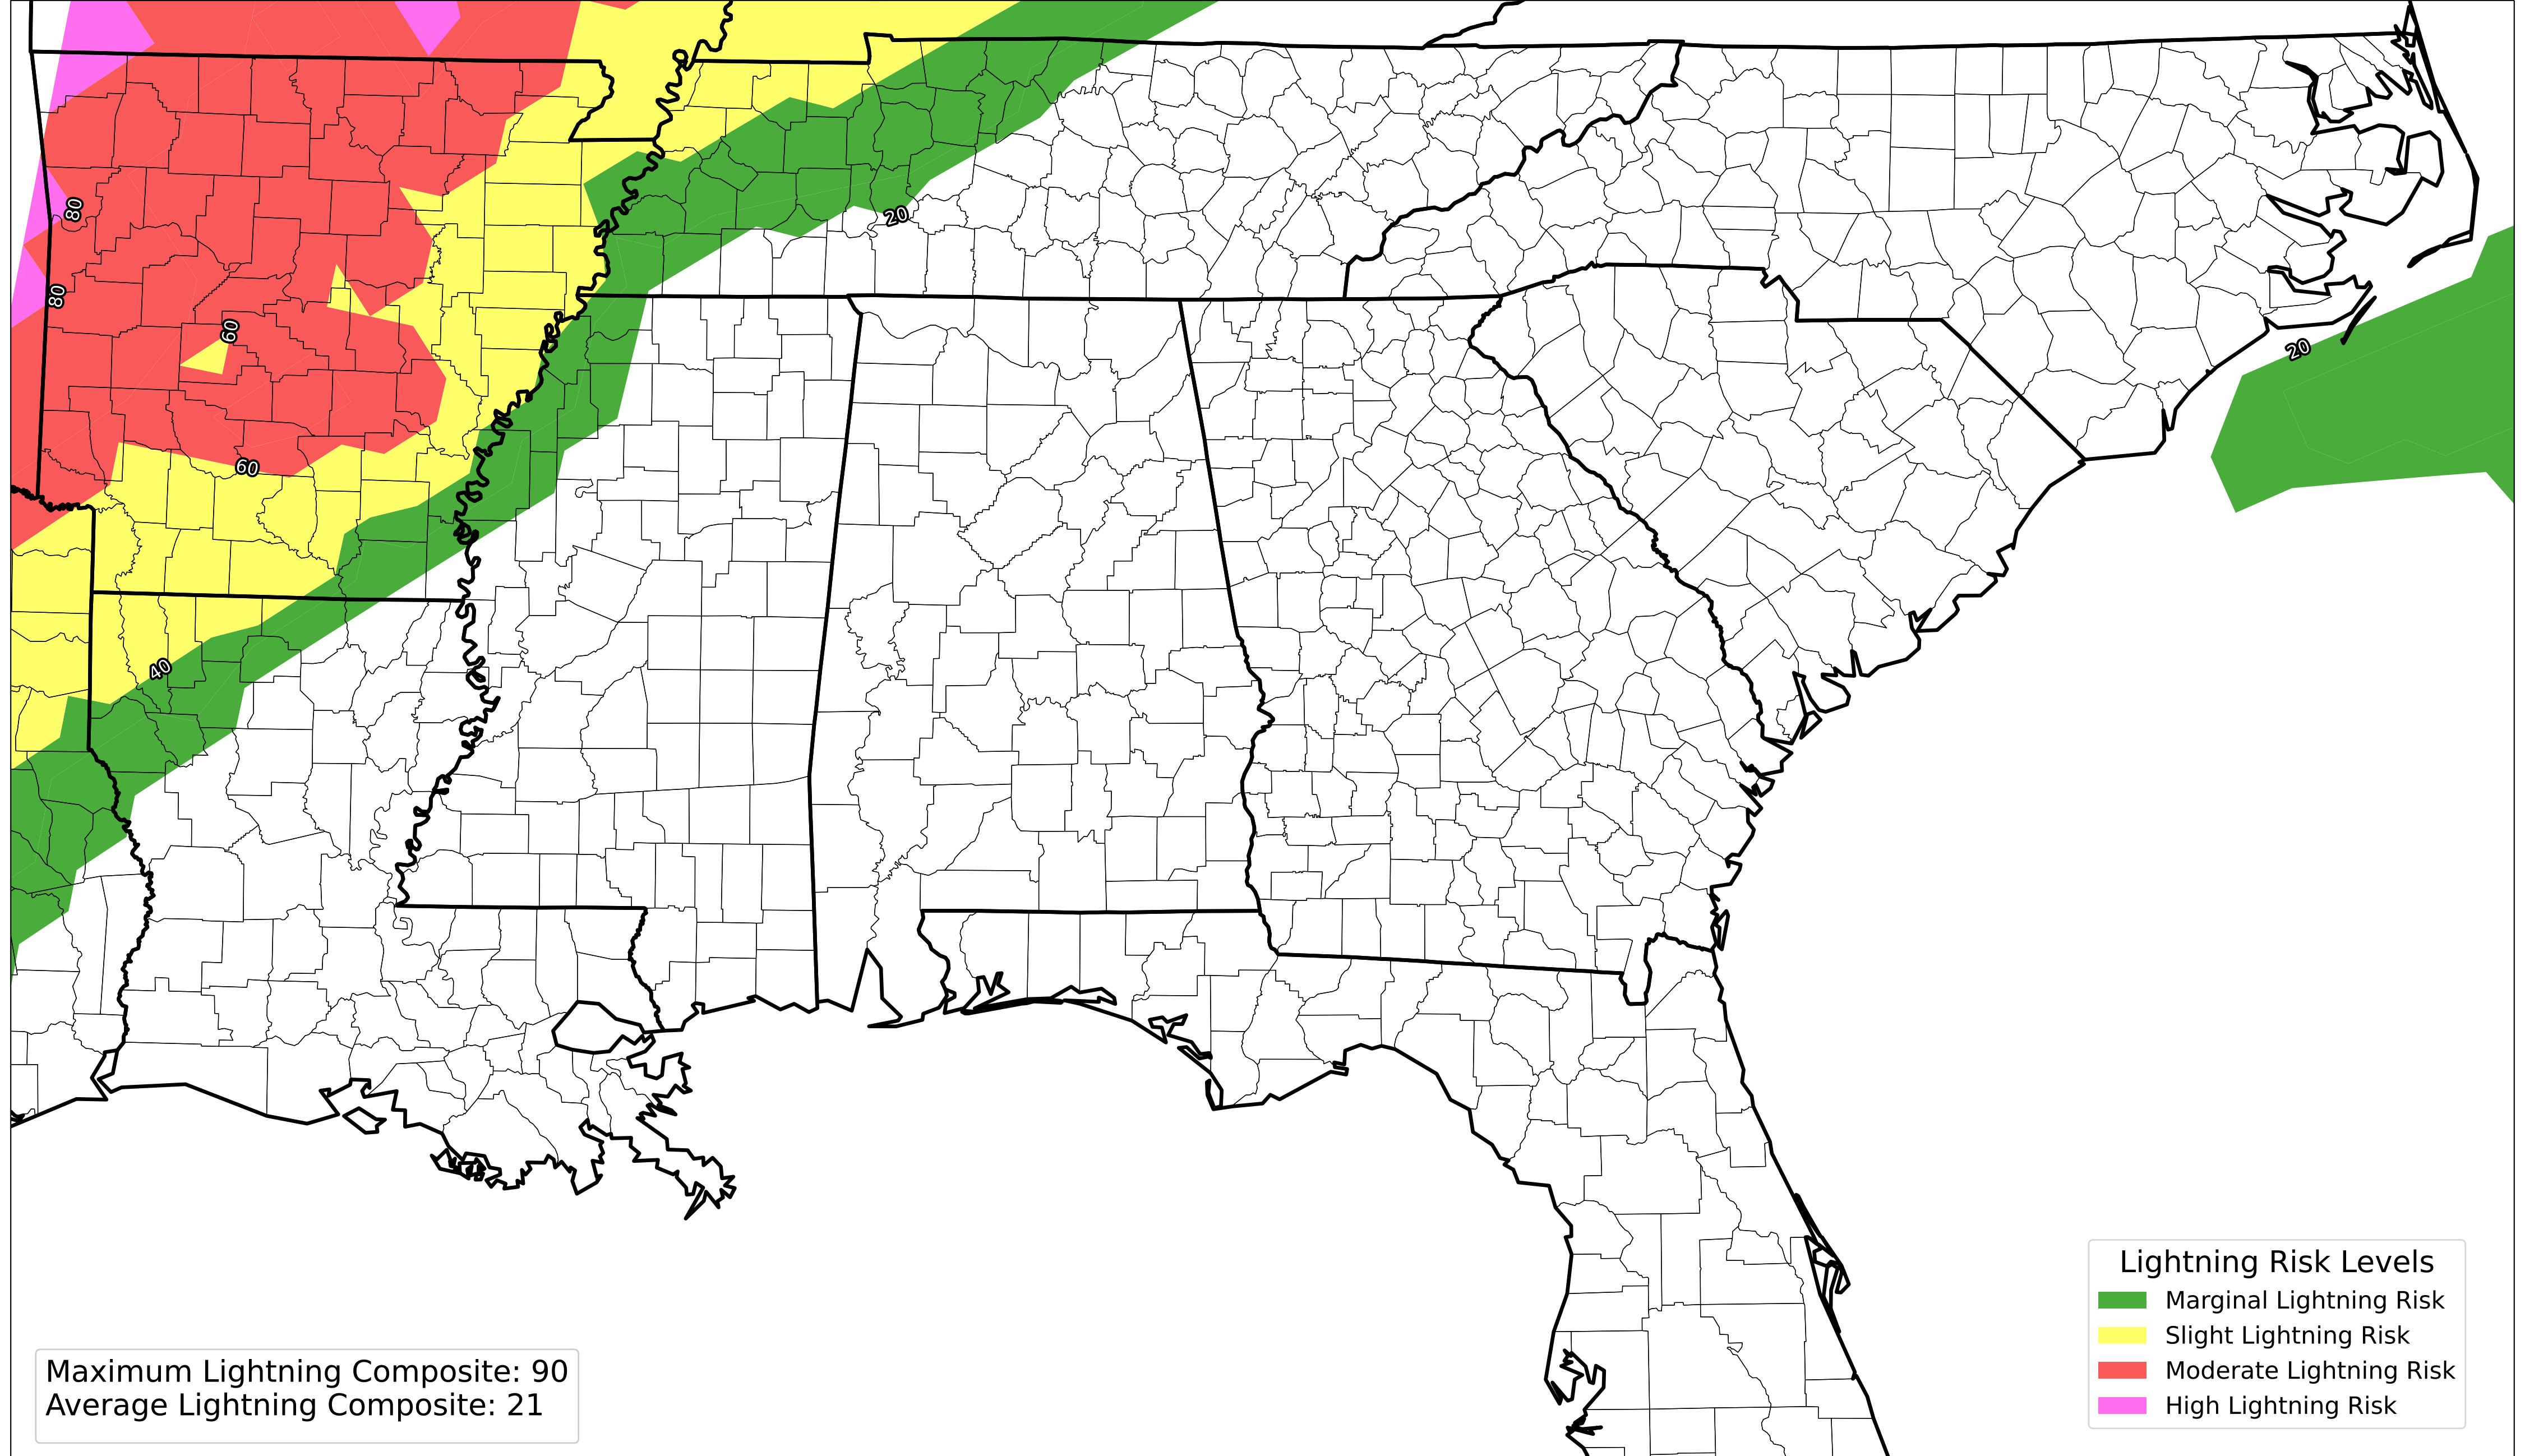 80
20
80
60
20
60
40
Lightning Risk Levels
Marginal Lightning Risk
Slight Lightning Risk
Moderate Lightning Risk
High Lightning Risk
Maximum Lightning Composite: 90
Average Lightning Composite: 21